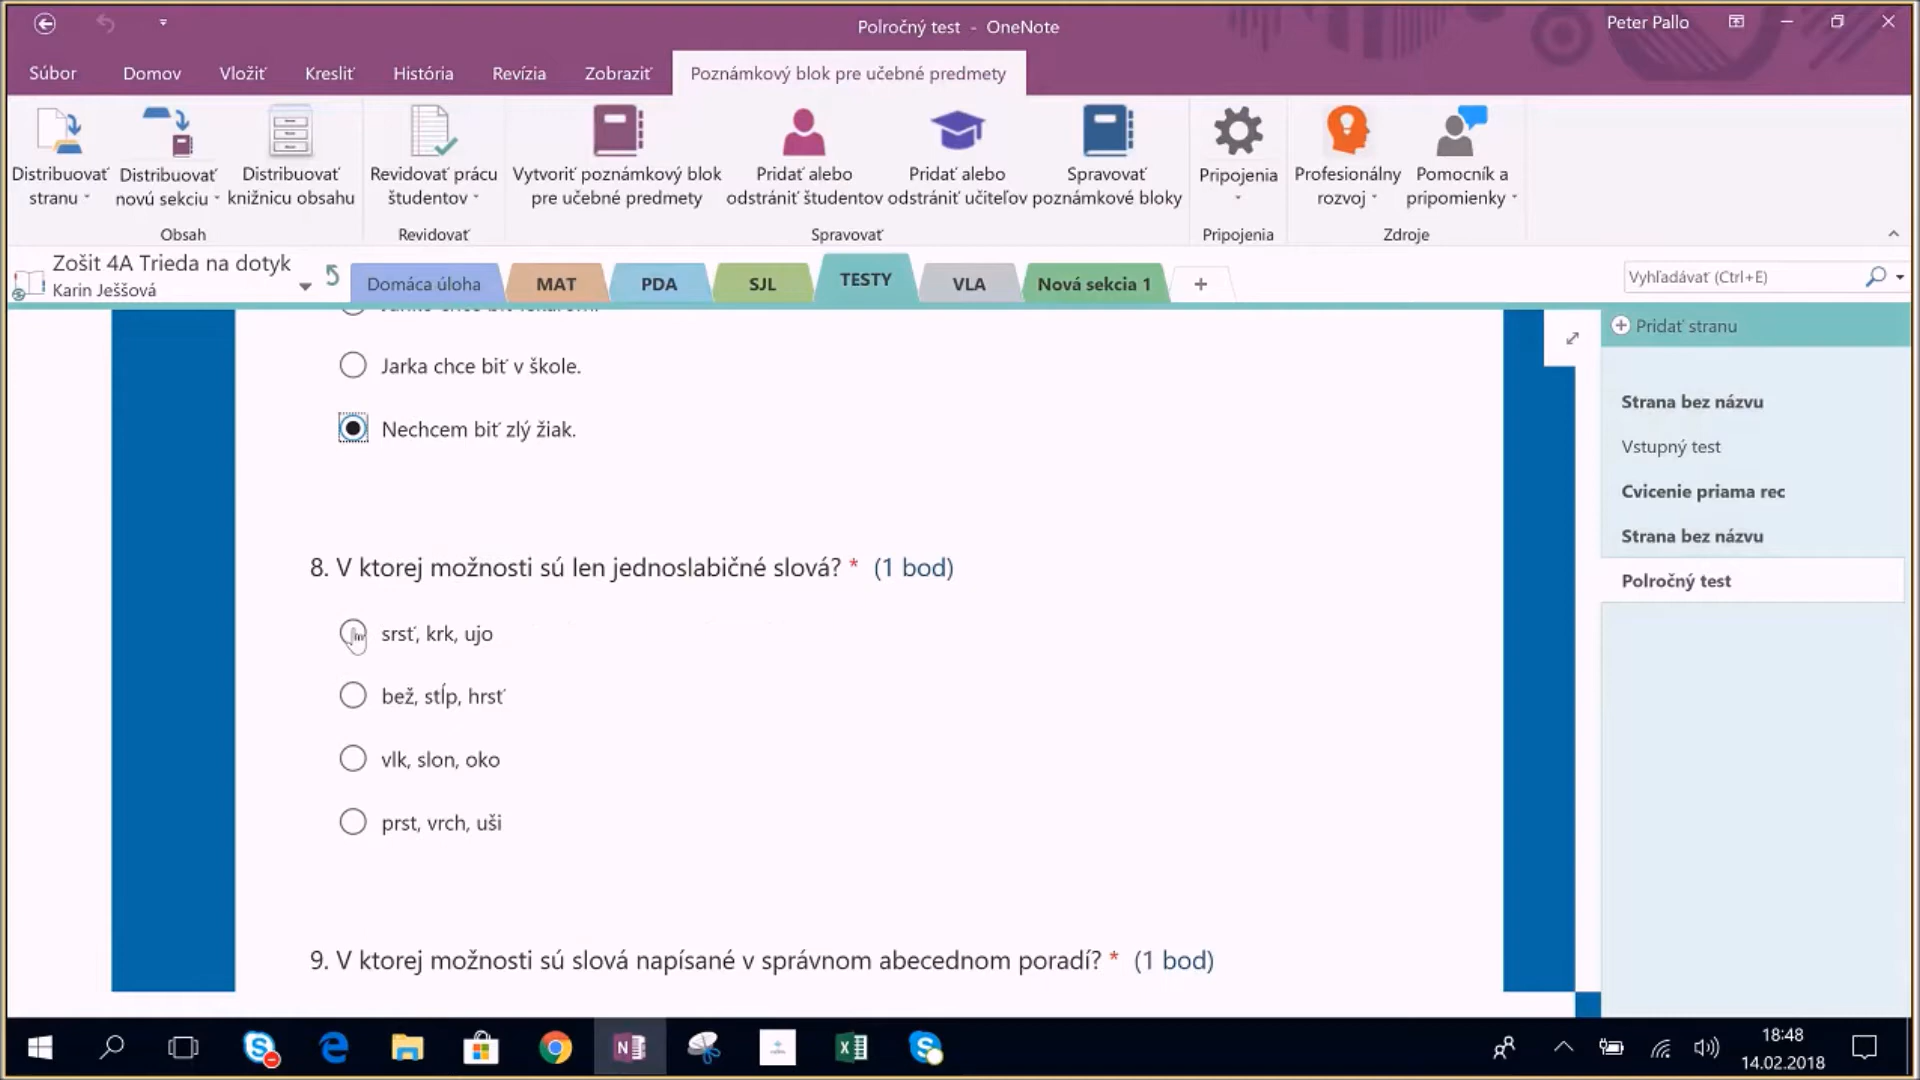 Polročný test - OneNote
Peter Pallo
Súbor Domov Vložiť Kresliť História Revízia Zobraziť Poznámkový blok pre učebné predmety
Distribuovať stranu
Distribuovať novú sekciu
Distribuovať knižnicu obsahu
Revidovať prácu študentov
Vytvoriť poznámkový blok pre učebné predmety
Pridať alebo odstrániť študentov
Pridať alebo odstrániť učiteľov
Spravovať poznámkové bloky
Pripojenia
Profesionálny rozvoj
Pomocník a pripomienky
Obsah Revidovať Spravovať Pripojenia Zdroje
Zošit 4A Trieda na dotyk
Karin Ješšová
Domáca úloha MAT PDA SJL TESTY VLA Nová sekcia 1 +
Vyhľadávať (Ctrl+E)
Jarka chce biť v škole.
Nechcem biť zlý žiak.
8. V ktorej možnosti sú len jednoslabičné slová? * (1 bod)
srsť, krk, ujo
bež, stĺp, hrsť
vlk, slon, oko
prst, vrch, uši
9. V ktorej možnosti sú slová napísané v správnom abecednom poradí? * (1 bod)
Pridať stranu
Strana bez názvu
Vstupný test
Cvicenie priama rec
Strana bez názvu
Polročný test
18:48
14.02.2018